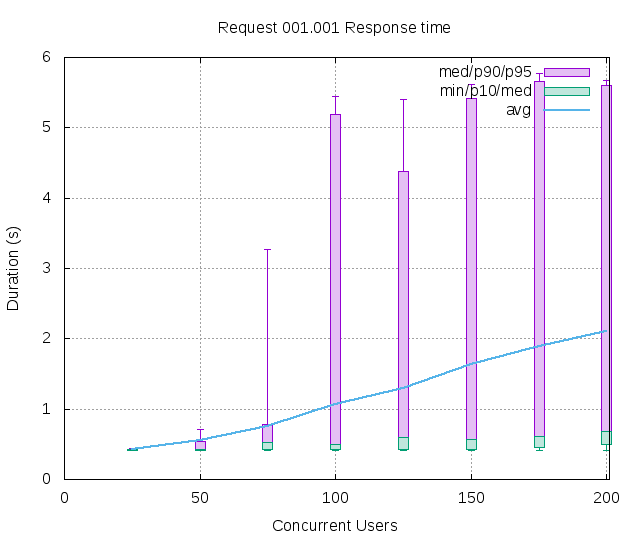 Request 001.001 Response time
6
5
4
3
2
1
0
Duration (s)
med/p90/p95
min/p10/med
avg
0
50
100
150
200
Concurrent Users